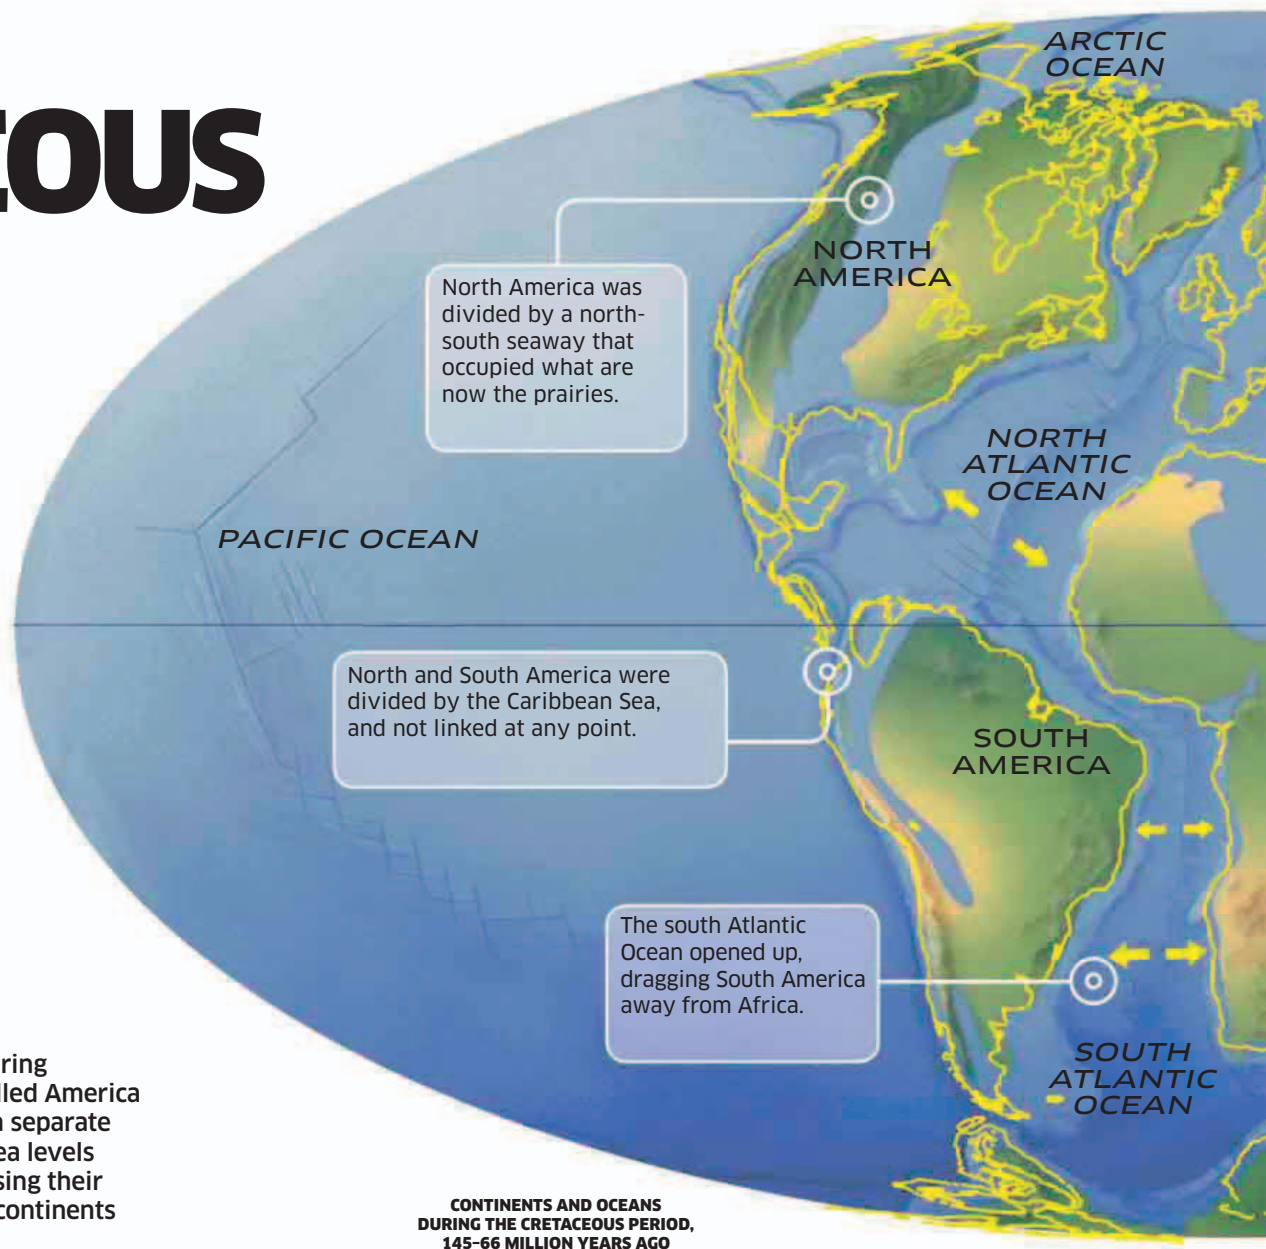 EOUS
ARCTIC
OCEAN
NORTH
AMERICA
North America was
divided by a north-
south seaway that
occupied what are
now the prairies.
NORTH
ATLANTIC
OCEAN
PACIFIC OCEAN
North and South America were
divided by the Caribbean Sea,
and not linked at any point.
SOUTH
AMERICA
The south Atlantic
Ocean opened up,
dragging South America
away from Africa.
SOUTH
ATLANTIC
OCEAN
ring
lled America
separate
ea levels
sing their
continents
CONTINENTS AND OCEANS
DURING THE CRETACEOUS PERIOD,
145–66 MILLION YEARS AGO